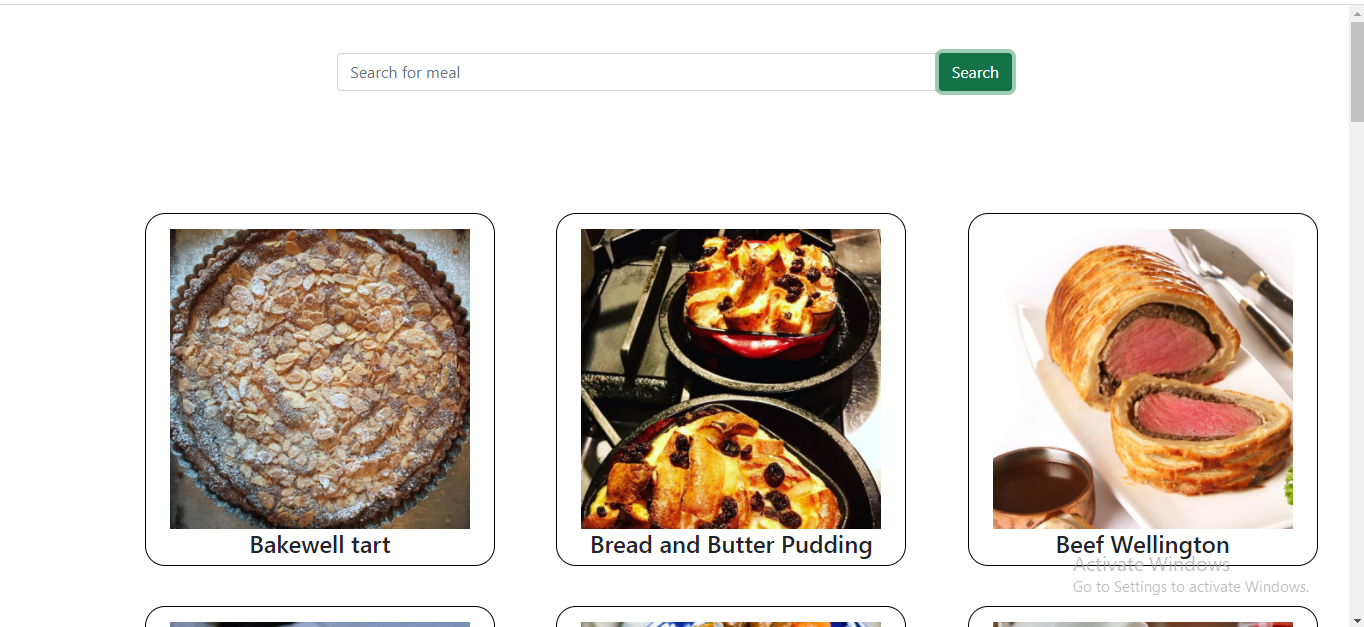 Search for meal
Search
Bakewell tart
Bread and Butter Pudding
Beef Wellington
Activate Windows
Go to Settings to activate Windows.